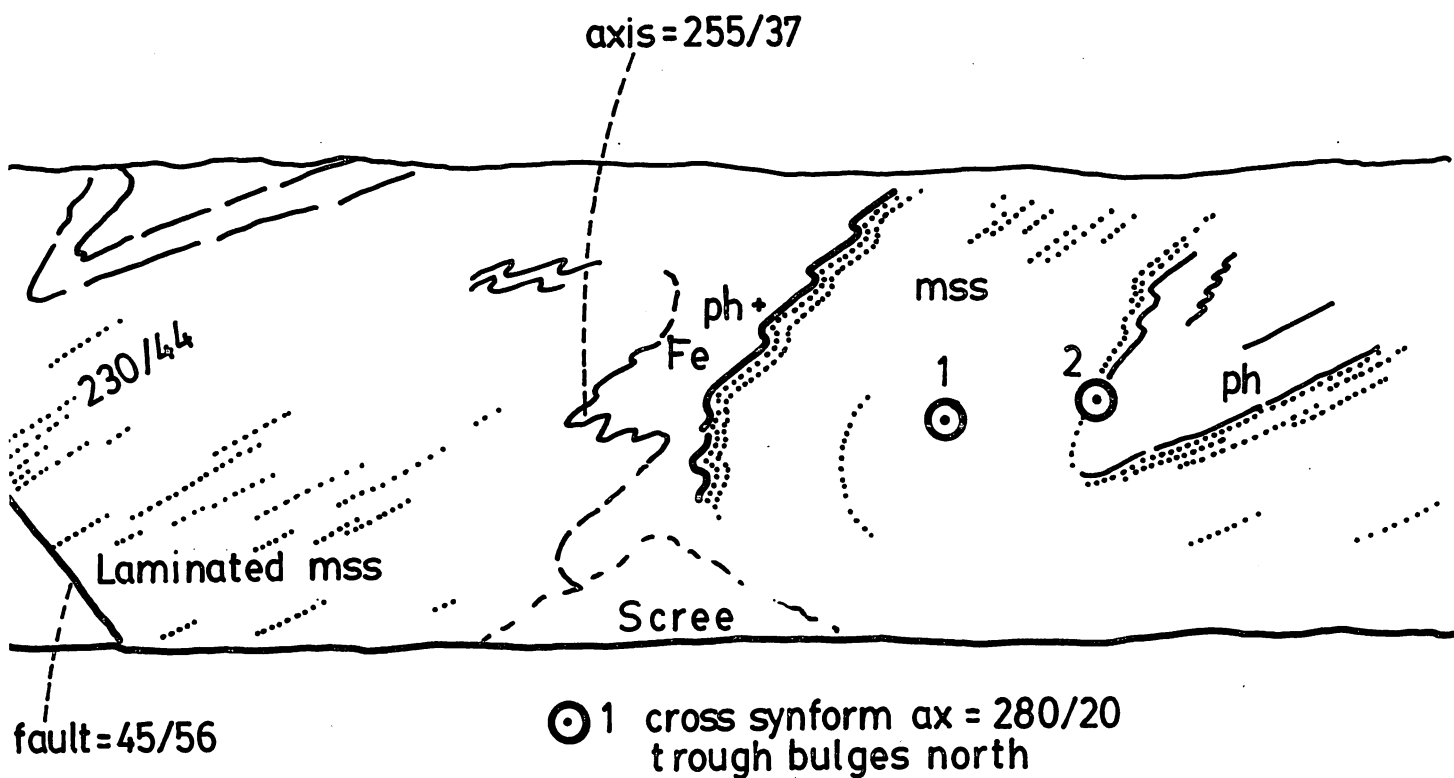 axis=255/37
230/44
ph+
Fe
mss
1
2
ph
Laminated mss
Scree
fault=45/56
1 cross synform ax = 280/20
trough bulges north